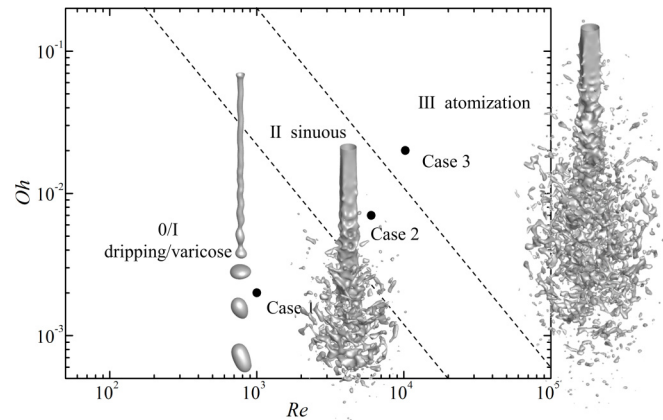 10⁻¹
10⁻²
10⁻³
Oh
III atomization
II sinuous
Case 3
Case 2
0/I
dripping/varicose
Case 1
10²
10³
10⁴
10⁵
Re